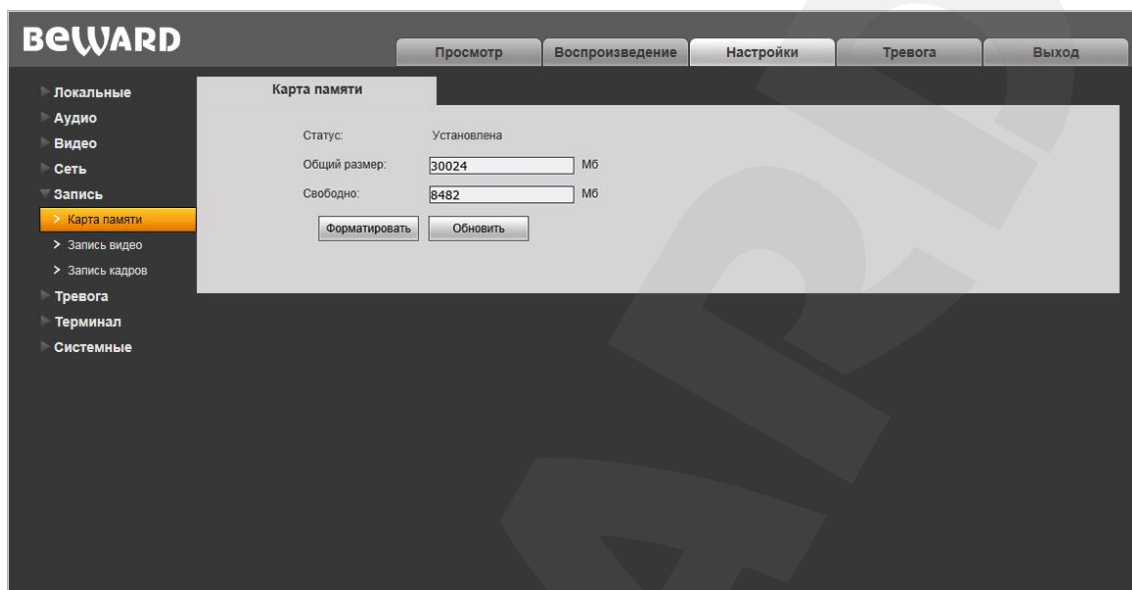 BEWARD
Просмотр Воспроизведение Настройки Тревога Выход
Локальные
Аудио
Видео
Сеть
Запись
Карта памяти
Запись видео
Запись кадров
Тревога
Терминал
Системные
Карта памяти
Статус: Установлена
Общий размер: 30024 Мб
Свободно: 8482 Мб
Форматировать Обновить